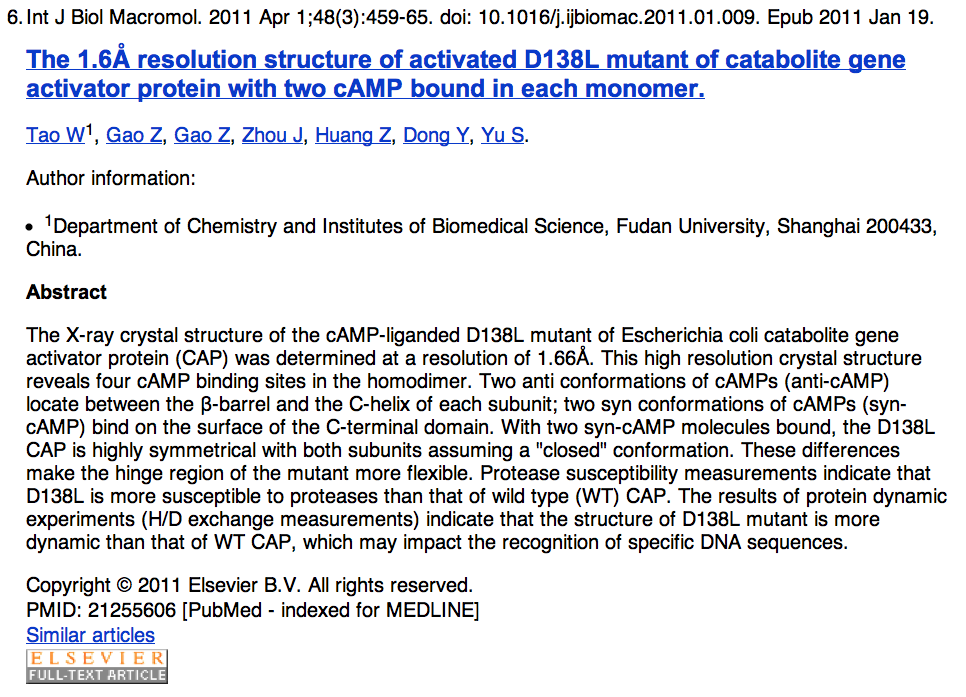 6. Int J Biol Macromol. 2011 Apr 1;48(3):459-65. doi: 10.1016/j.ijbiomac.2011.01.009. Epub 2011 Jan 19.
The 1.6Å resolution structure of activated D138L mutant of catabolite gene
activator protein with two cAMP bound in each monomer.
Tao W1, Gao Z, Gao Z, Zhou J, Huang Z, Dong Y, Yu S.
Author information:
• 1Department of Chemistry and Institutes of Biomedical Science, Fudan University, Shanghai 200433,
China.
Abstract
The X-ray crystal structure of the cAMP-liganded D138L mutant of Escherichia coli catabolite gene
activator protein (CAP) was determined at a resolution of 1.66Å. This high resolution crystal structure
reveals four cAMP binding sites in the homodimer. Two anti conformations of cAMPs (anti-cAMP)
locate between the β-barrel and the C-helix of each subunit; two syn conformations of cAMPs (syn-
cAMP) bind on the surface of the C-terminal domain. With two syn-cAMP molecules bound, the D138L
CAP is highly symmetrical with both subunits assuming a "closed" conformation. These differences
make the hinge region of the mutant more flexible. Protease susceptibility measurements indicate that
D138L is more susceptible to proteases than that of wild type (WT) CAP. The results of protein dynamic
experiments (H/D exchange measurements) indicate that the structure of D138L mutant is more
dynamic than that of WT CAP, which may impact the recognition of specific DNA sequences.
Copyright © 2011 Elsevier B.V. All rights reserved.
PMID: 21255606 [PubMed - indexed for MEDLINE]
Similar articles
ELSEVIER
FULL-TEXT ARTICLE